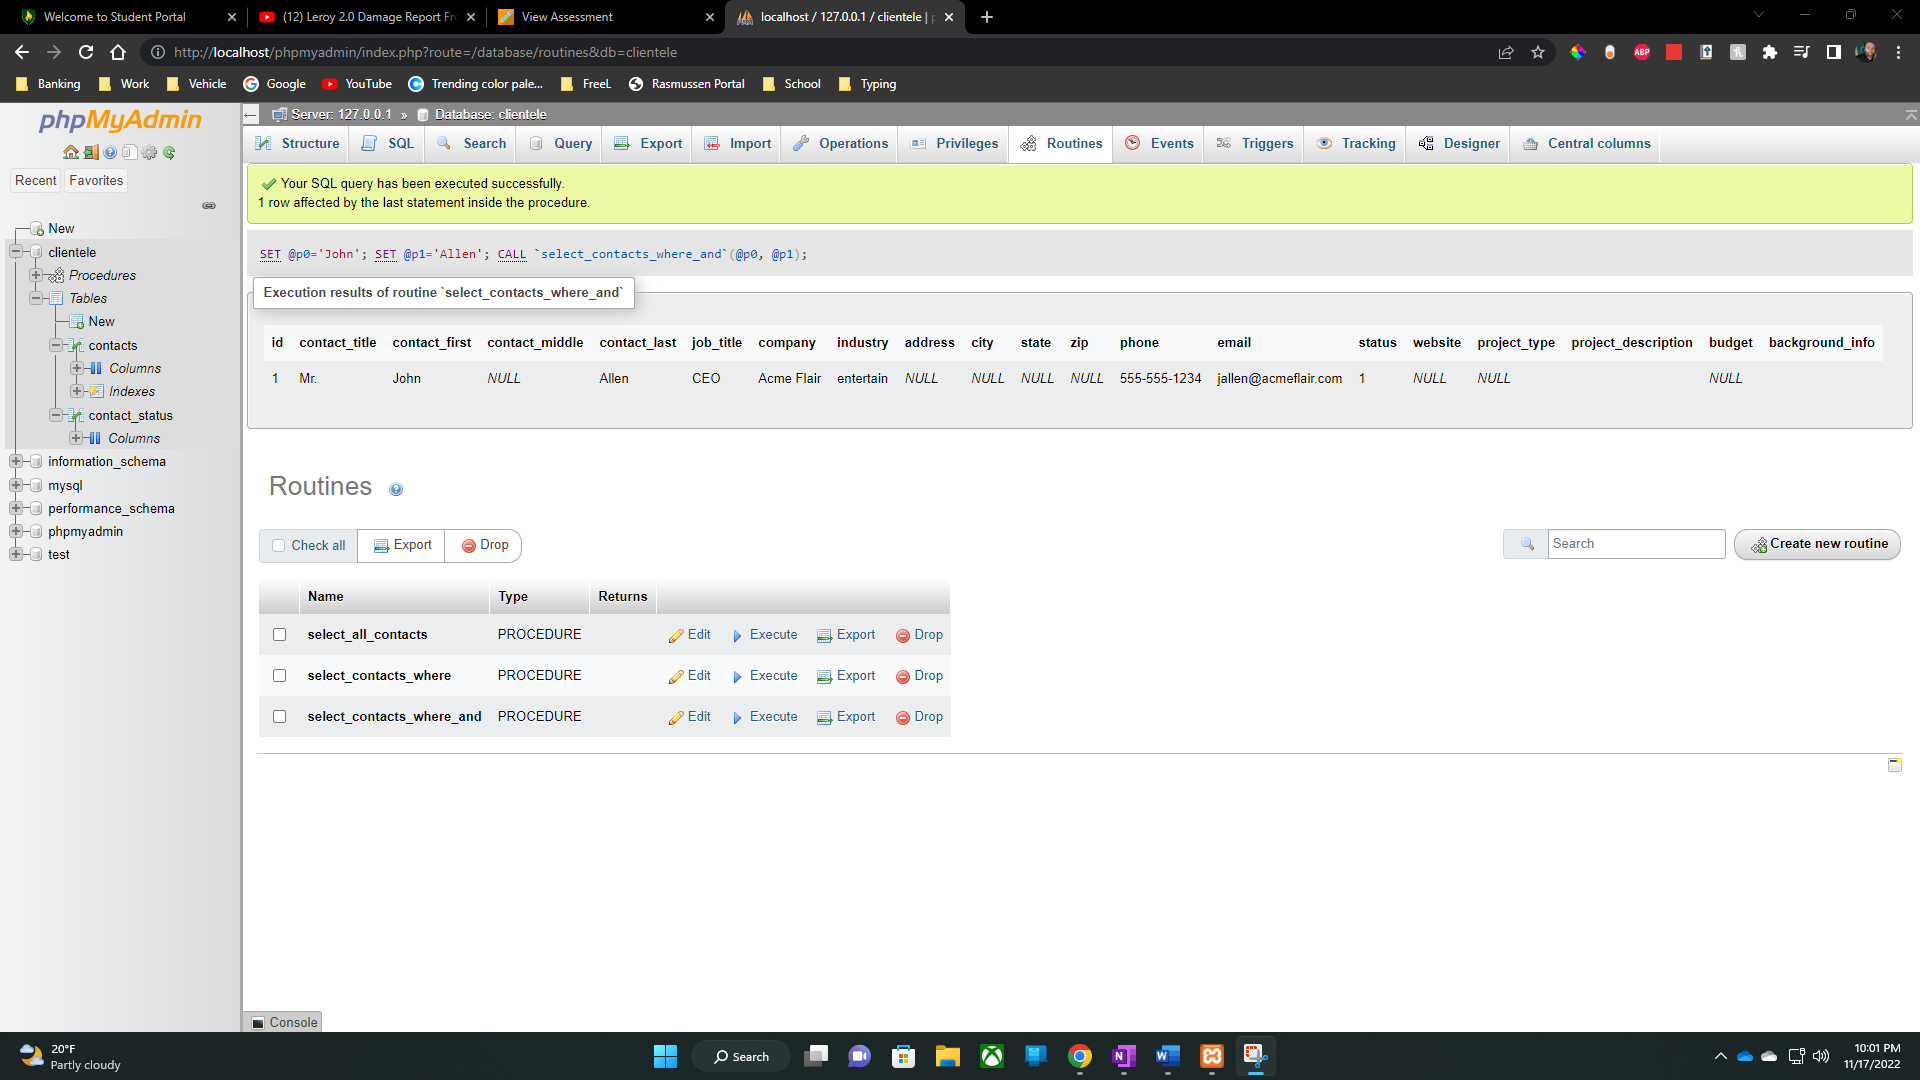 Welcome to Student Portal
(12) Leroy 2.0 Damage Report Fr
View Assessment
localhost / 127.0.0.1 / clientele | p
http://localhost/phpmyadmin/index.php?route=/database/routines&db=clientele
ABP
Banking Work Vehicle Google YouTube Trending color pale... FreeL Rasmussen Portal School Typing
phpMyAdmin
Recent Favorites
New
clientele
Procedures
Tables
New
contacts
Columns
Indexes
contact_status
Columns
information_schema
mysql
performance_schema
phpmyadmin
test
Server: 127.0.0.1 » Database: clientele
Structure SQL Search Query Export Import Operations Privileges Routines Events Triggers Tracking Designer Central columns
Your SQL query has been executed successfully.
1 row affected by the last statement inside the procedure.
SET @p0='John'; SET @p1='Allen'; CALL `select_contacts_where_and`(@p0, @p1);
Execution results of routine `select_contacts_where_and`
id contact_title contact_first contact_middle contact_last job_title company industry address city state zip phone email status website project_type project_description budget background_info
1 Mr. John NULL Allen CEO Acme Flair entertain NULL NULL NULL NULL 555-555-1234 jallen@acmeflair.com 1 NULL NULL NULL
Routines
Check all Export Drop
Search
Create new routine
Name Type Returns
select_all_contacts PROCEDURE Edit Execute Export Drop
select_contacts_where PROCEDURE Edit Execute Export Drop
select_contacts_where_and PROCEDURE Edit Execute Export Drop
Console
20°F
Partly cloudy
Search
10:01 PM
11/17/2022